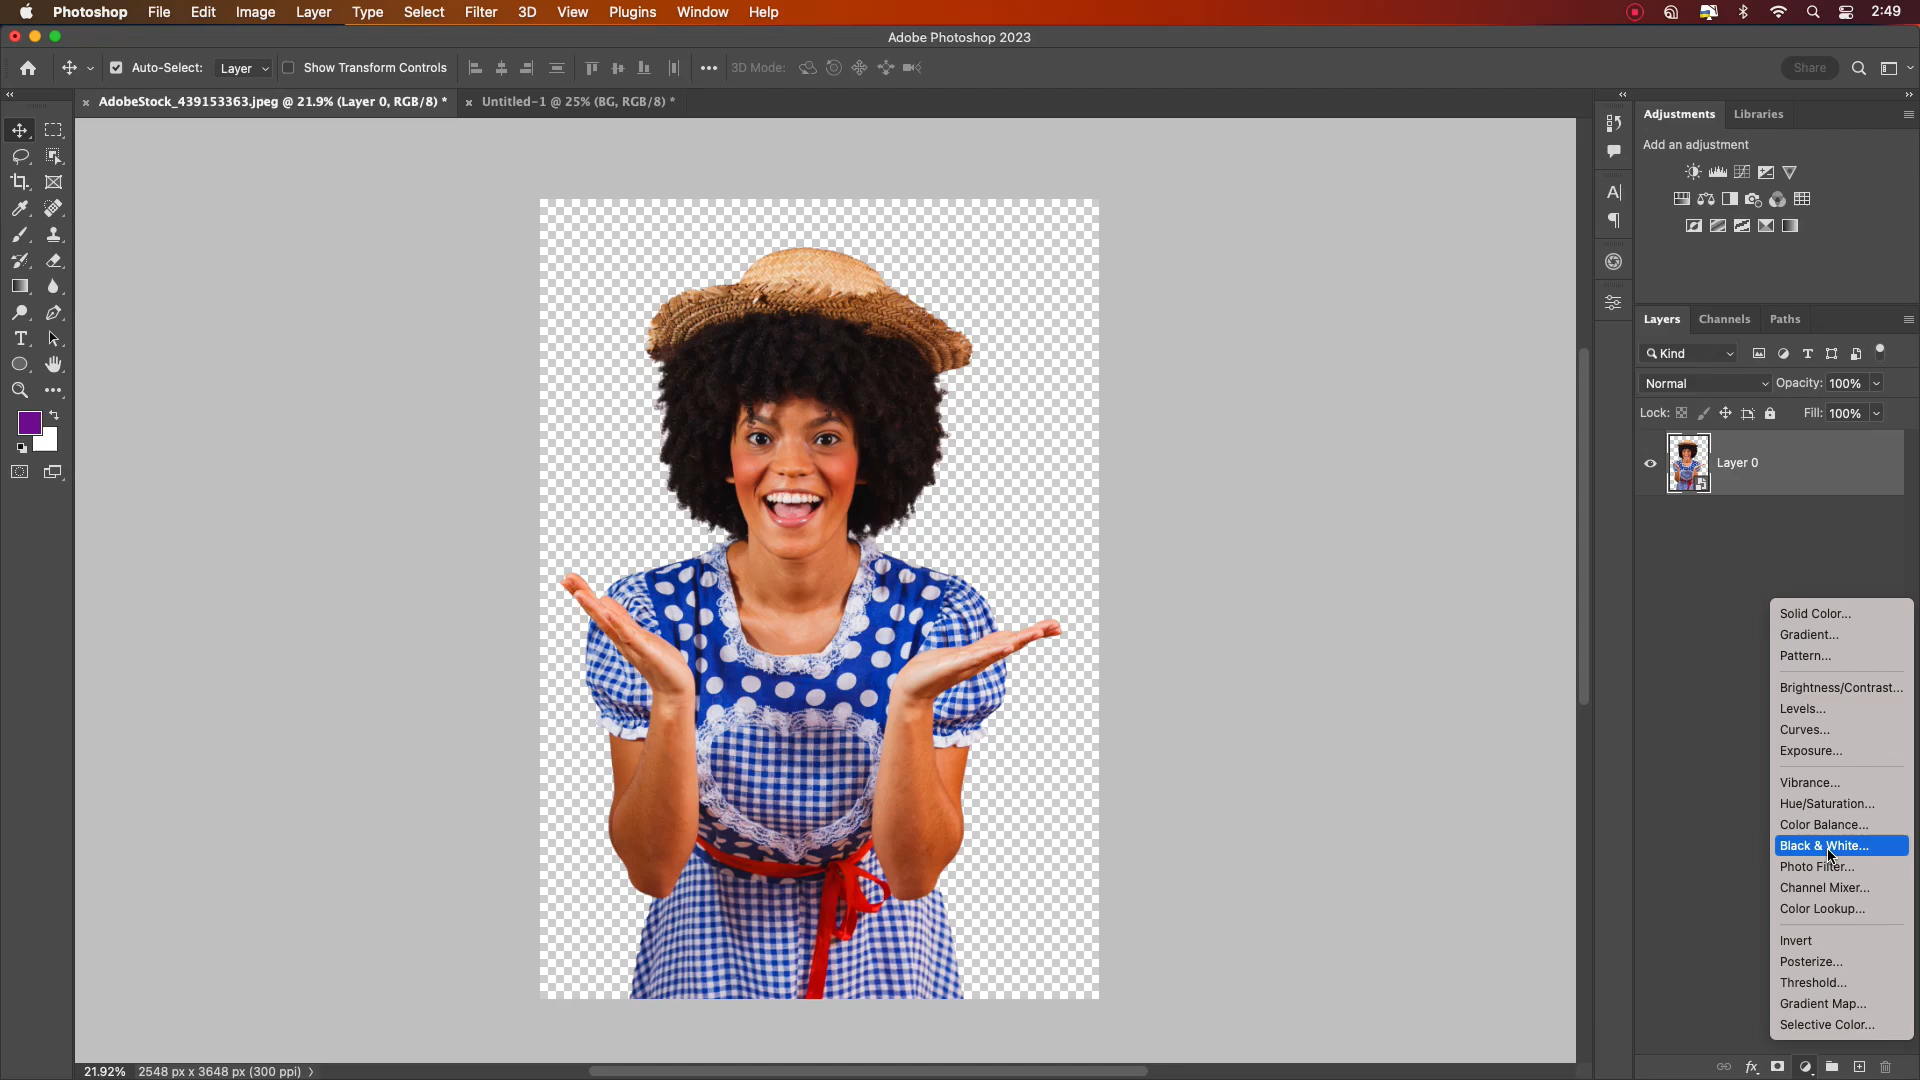 Photoshop File Edit Image Layer Type Select Filter 3D View Plugins Window Help 2:49
Adobe Photoshop 2023
Auto-Select: Layer Show Transform Controls 3D Mode: Share
AdobeStock_439153363.jpeg @ 21.9% (Layer 0, RGB/8) * Untitled-1 @ 25% (BG, RGB/8) *
Adjustments Libraries
Add an adjustment
Layers Channels Paths
Kind
Normal Opacity: 100%
Lock: Fill: 100%
Layer 0
Solid Color...
Gradient...
Pattern...
Brightness/Contrast...
Levels...
Curves...
Exposure...
Vibrance...
Hue/Saturation...
Color Balance...
Black & White...
Photo Filter...
Channel Mixer...
Color Lookup...
Invert
Posterize...
Threshold...
Gradient Map...
Selective Color...
21.92% 2548 px x 3648 px (300 ppi)